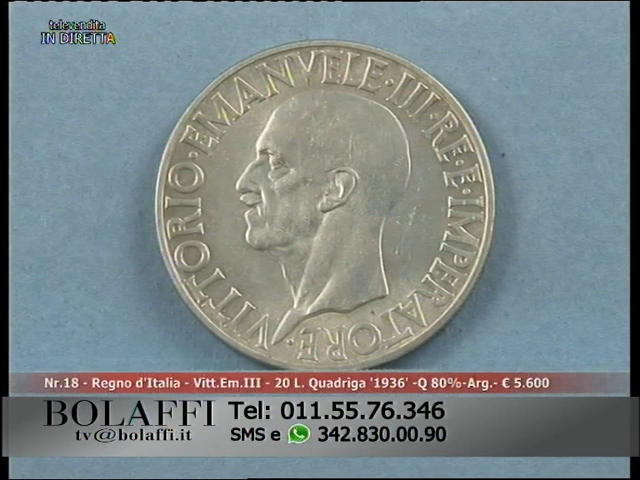 televendita
IN DIRETTA
VITTORIO·EMANVELE·III·RE·E·IMPERATORE·
Nr.18 - Regno d'Italia - Vitt.Em.III - 20 L. Quadriga '1936' -Q 80%-Arg.- € 5.600
BOLAFFI
tv@bolaffi.it
Tel: 011.55.76.346
SMS e 342.830.00.90